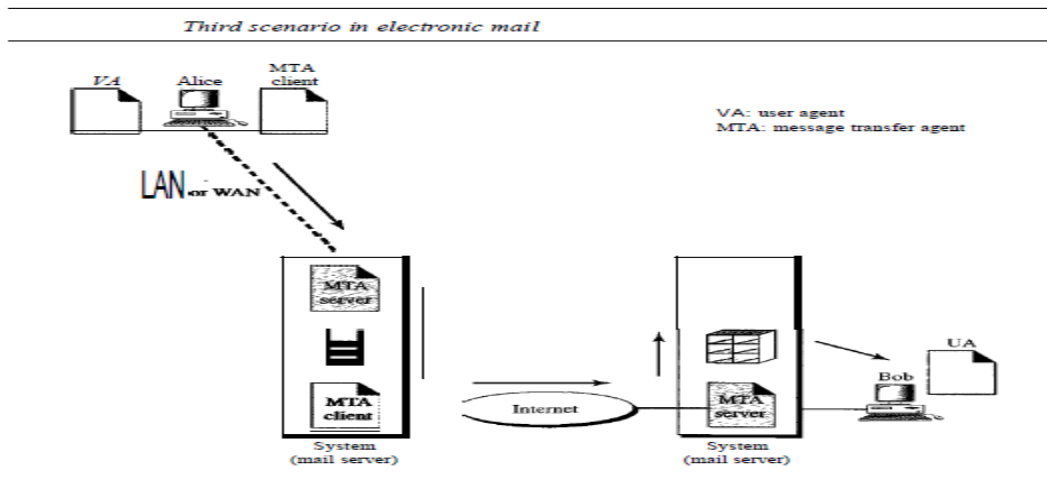 Third scenario in electronic mail
VA
Alice
MTA
client
VA: user agent
MTA: message transfer agent
LAN or WAN
MTA
server
MTA
client
System
(mail server)
Internet
MTA
server
System
(mail server)
UA
Bob